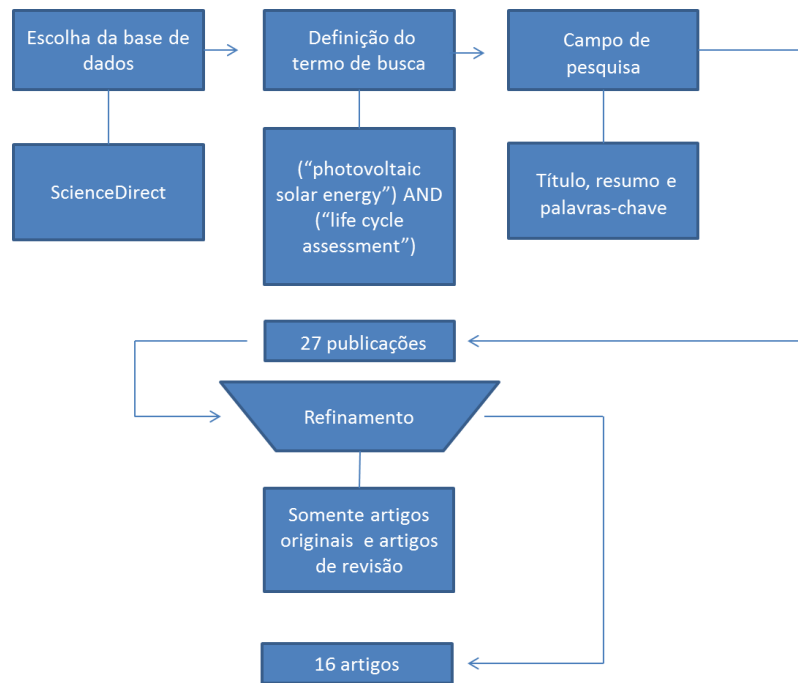 Escolha da base de
dados
Definição do
termo de busca
Campo de
pesquisa
ScienceDirect
(“photovoltaic
solar energy”) AND
(“life cycle
assessment”)
Título, resumo e
palavras-chave
27 publicações
Refinamento
Somente artigos
originais e artigos
de revisão
16 artigos